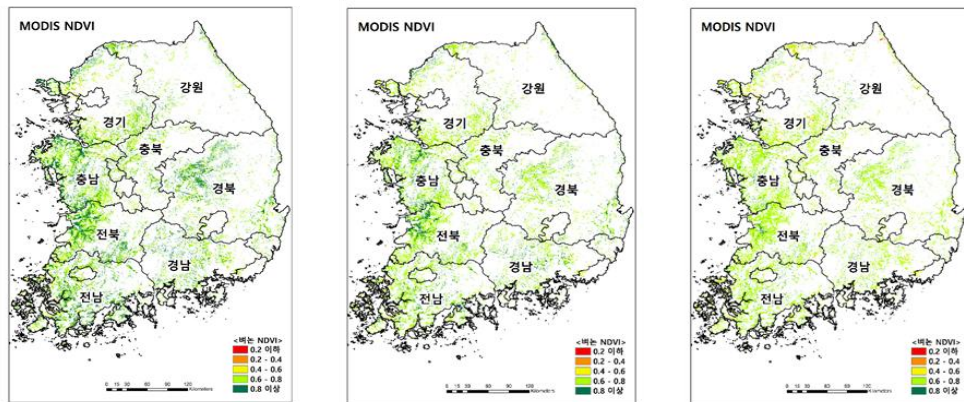 MODIS NDVI
강원
경기
충북
충남
경북
전북
경남
전남
<벼논 NDVI>
0.2 이하
0.2 - 0.4
0.4 - 0.6
0.6 - 0.8
0.8 이상
MODIS NDVI
강원
경기
충북
충남
경북
전북
경남
전남
<벼논 NDVI>
0.2 이하
0.2 - 0.4
0.4 - 0.6
0.6 - 0.8
0.8 이상
MODIS NDVI
강원
경기
충북
충남
경북
전북
경남
전남
<벼논 NDVI>
0.2 이하
0.2 - 0.4
0.4 - 0.6
0.6 - 0.8
0.8 이상